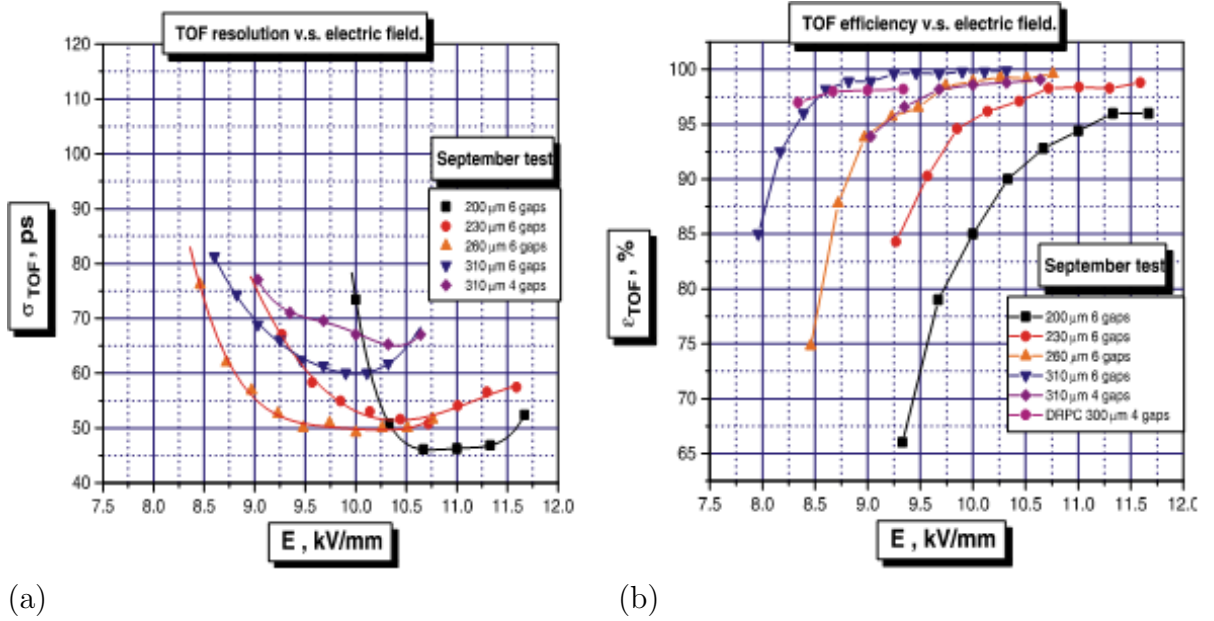 TOF resolution v.s. electric field.
120
110
100
90
80
70
60
50
40
σTOF, ps
September test
200 μm 6 gaps
230 μm 6 gaps
260 μm 6 gaps
310 μm 6 gaps
310 μm 4 gaps
7.5 8.0 8.5 9.0 9.5 10.0 10.5 11.0 11.5 12.0
E , kV/mm
(a)
TOF efficiency v.s. electric field.
100
95
90
85
80
75
70
65
εTOF, %
September test
200 μm 6 gaps
230 μm 6 gaps
260 μm 6 gaps
310 μm 6 gaps
310 μm 4 gaps
DRPC 300 μm 4 gaps
7.5 8.0 8.5 9.0 9.5 10.0 10.5 11.0 11.5 12.0
E , kV/mm
(b)